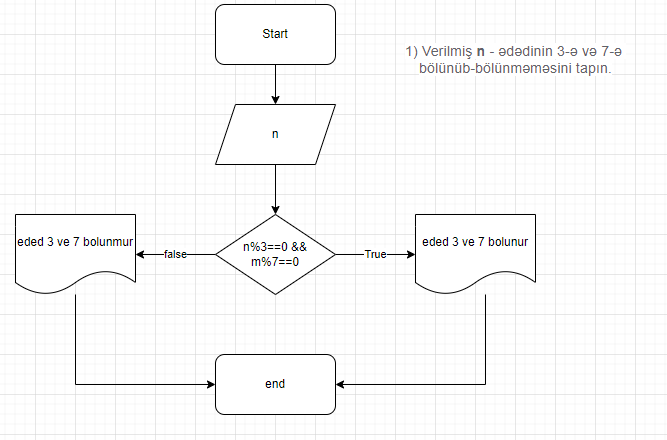 Start
1) Verilmiş n - ədədinin 3-ə və 7-ə
bölünüb-bölünməməsini tapın.
n
eded 3 ve 7 bolunmur
false
n%3==0 &&
m%7==0
True
eded 3 ve 7 bolunur
end